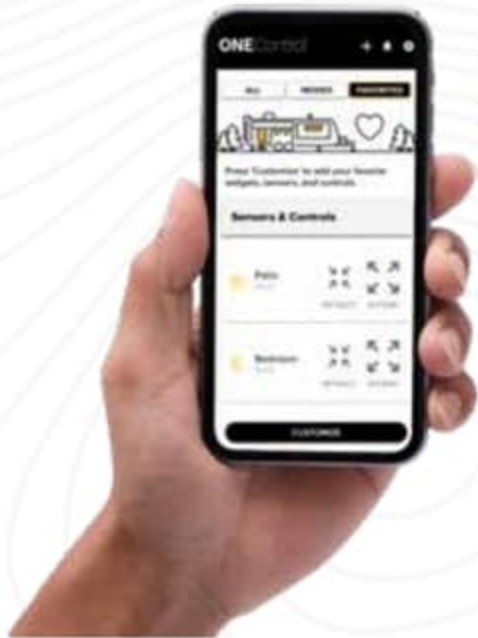 ONEControl
ALL
FAVORITES
Press 'Customize' to add your favorite
widgets, sensors, and controls.
Sensors & Controls
Patio
Bedroom
CUSTOMIZE